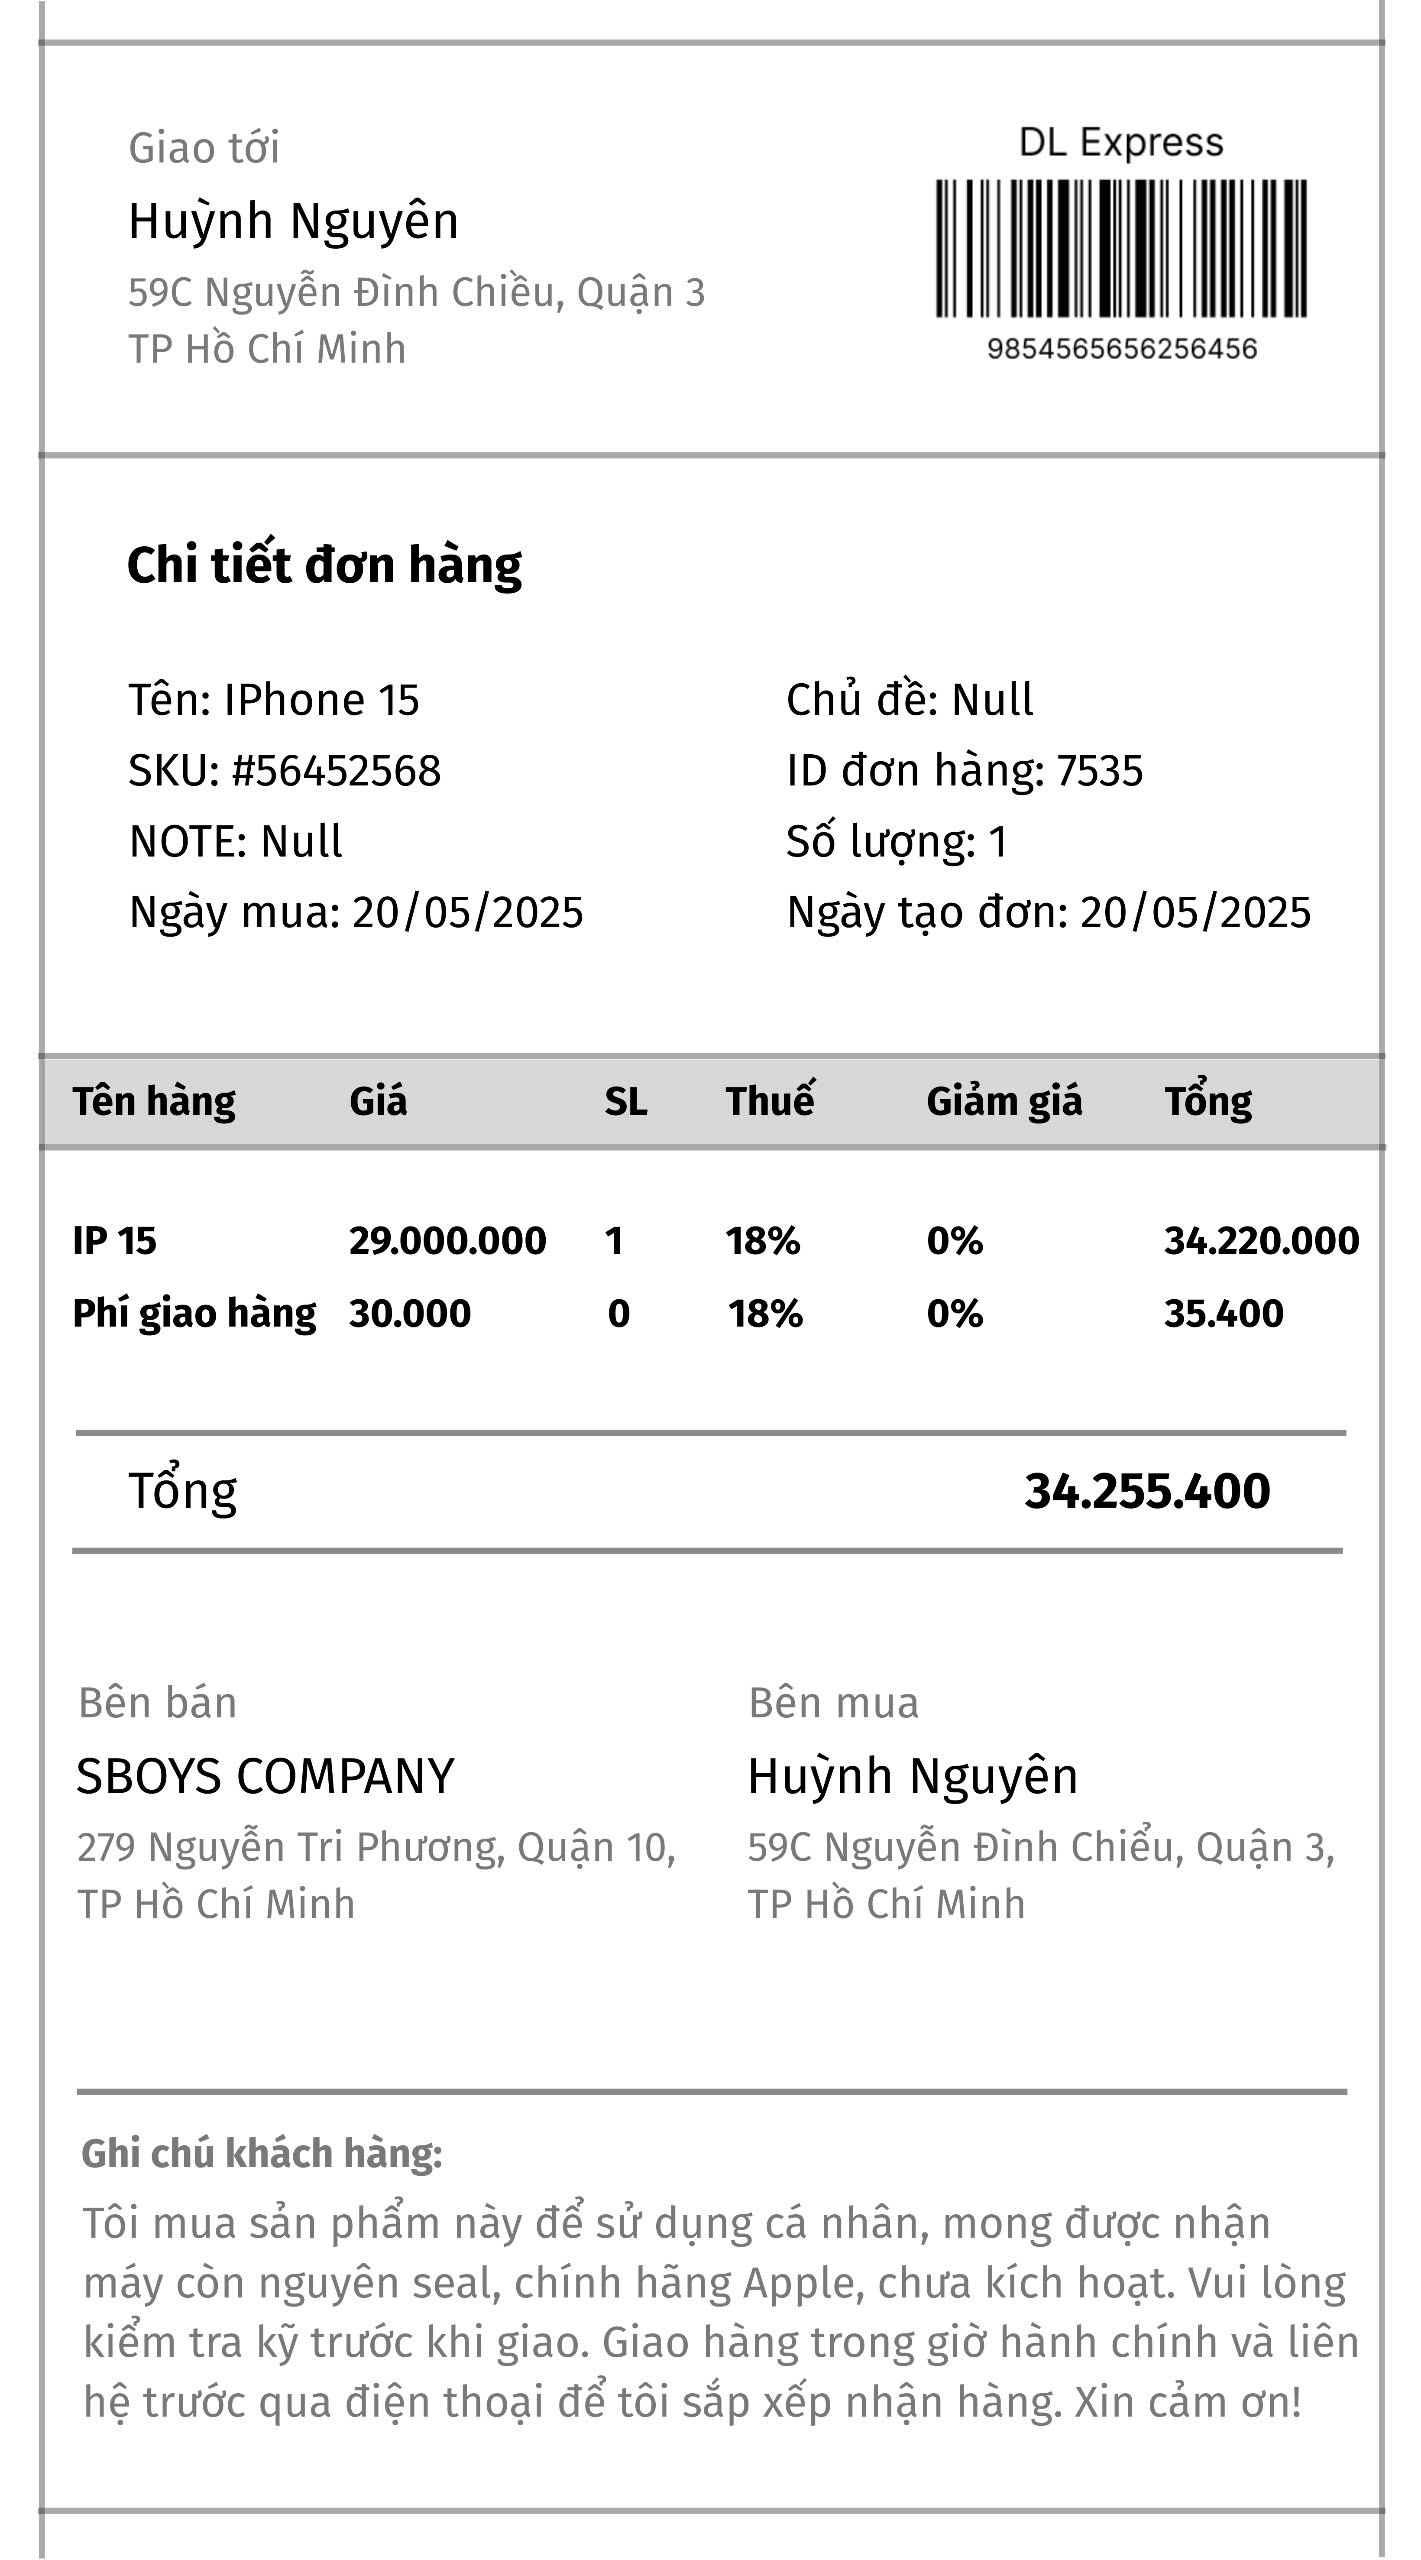 Giao tới
Huỳnh Nguyên
59C Nguyễn Đình Chiều, Quận 3
TP Hồ Chí Minh
DL Express
9854565656256456
Chi tiết đơn hàng
Tên: IPhone 15
SKU: #56452568
NOTE: Null
Ngày mua: 20/05/2025
Chủ đề: Null
ID đơn hàng: 7535
Số lượng: 1
Ngày tạo đơn: 20/05/2025
Tên hàng Giá SL Thuế Giảm giá Tổng
IP 15 29.000.000 1 18% 0% 34.220.000
Phí giao hàng 30.000 0 18% 0% 35.400
Tổng 34.255.400
Bên bán
SBOYS COMPANY
279 Nguyễn Tri Phương, Quận 10,
TP Hồ Chí Minh
Bên mua
Huỳnh Nguyên
59C Nguyễn Đình Chiểu, Quận 3,
TP Hồ Chí Minh
Ghi chú khách hàng:
Tôi mua sản phẩm này để sử dụng cá nhân, mong được nhận
máy còn nguyên seal, chính hãng Apple, chưa kích hoạt. Vui lòng
kiểm tra kỹ trước khi giao. Giao hàng trong giờ hành chính và liên
hệ trước qua điện thoại để tôi sắp xếp nhận hàng. Xin cảm ơn!